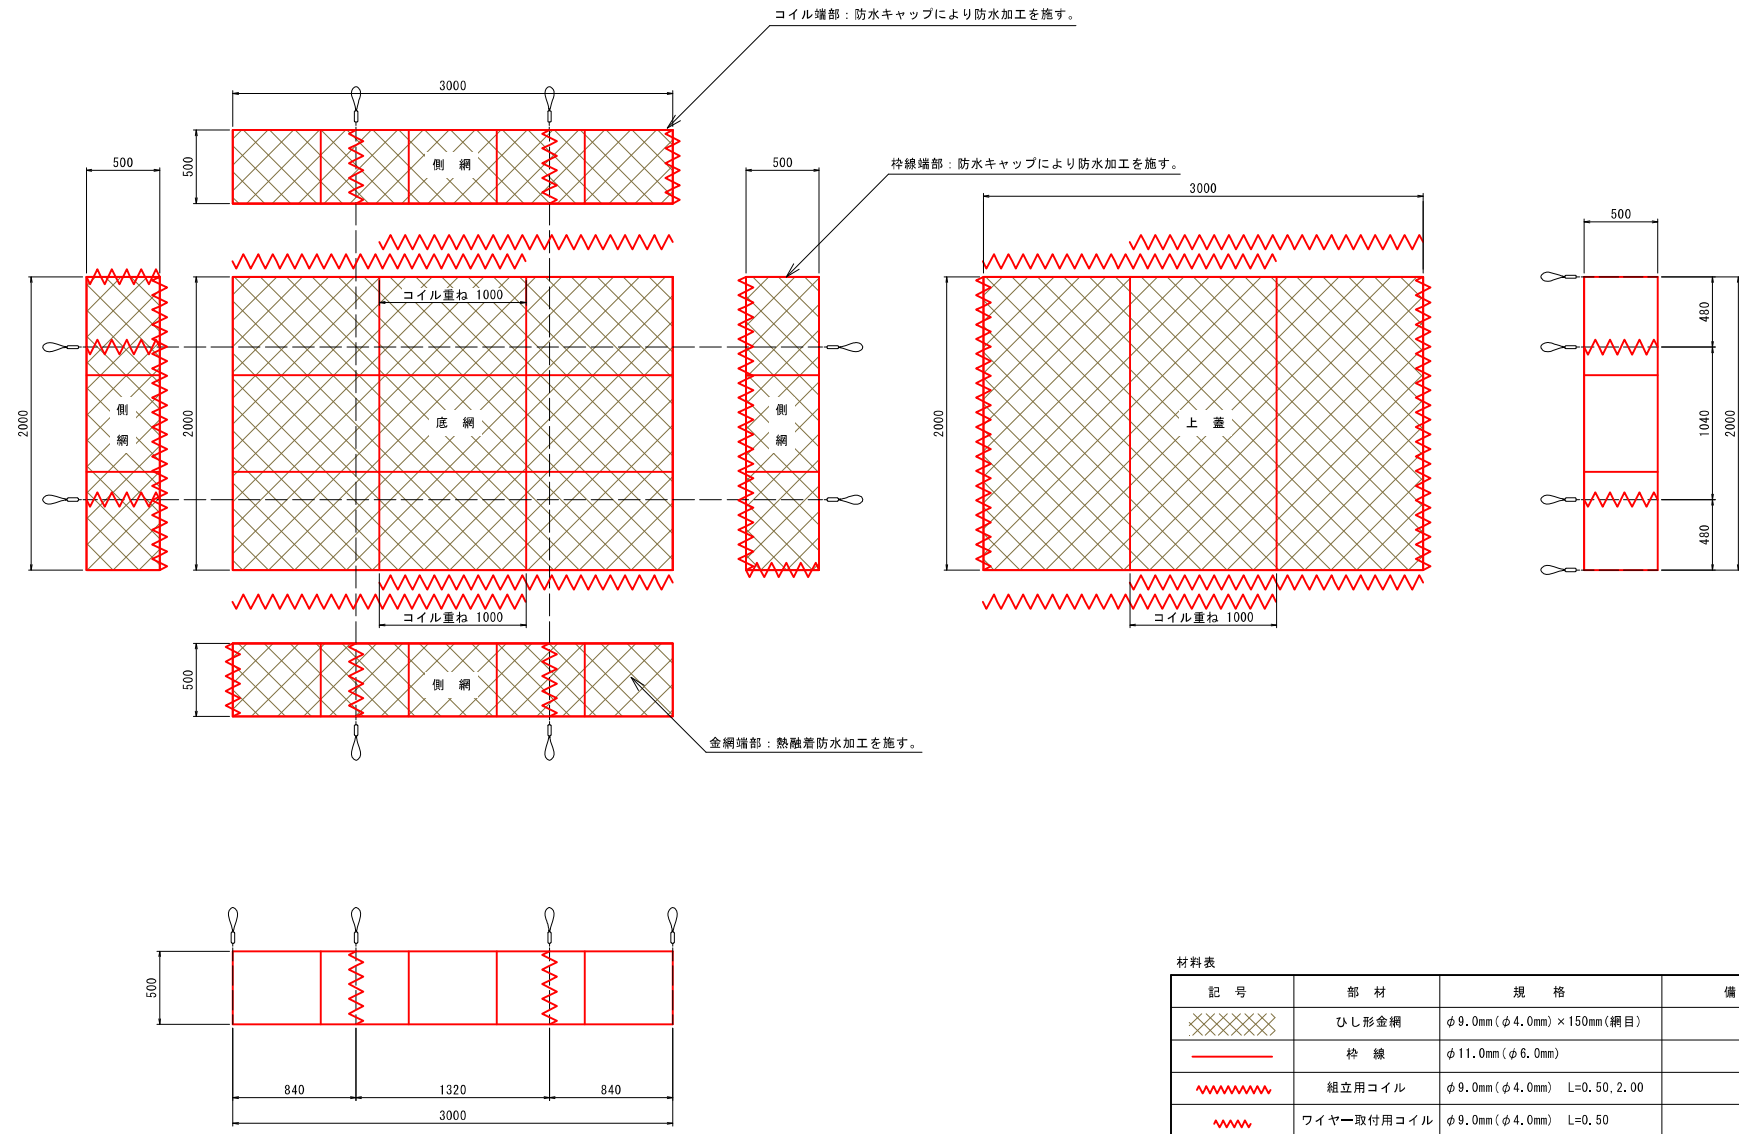 コイル端部：防水キャップにより防水加工を施す。
3000
500
側 網
500
500
枠線端部：防水キャップにより防水加工を施す。
3000
500
コイル重ね 1000
2000
側
網
2000
底 網
側
網
2000
上 蓋
480
1040
480
2000
コイル重ね 1000
コイル重ね 1000
500
側 網
金網端部：熱融着防水加工を施す。
500
840
1320
840
3000
材料表
記 号 部 材 規 格 備
ひし形金網 φ9.0mm(φ4.0mm)×150mm(網目)
枠 線 φ11.0mm(φ6.0mm)
組立用コイル φ9.0mm(φ4.0mm) L=0.50,2.00
ワイヤー取付用コイル φ9.0mm(φ4.0mm) L=0.50